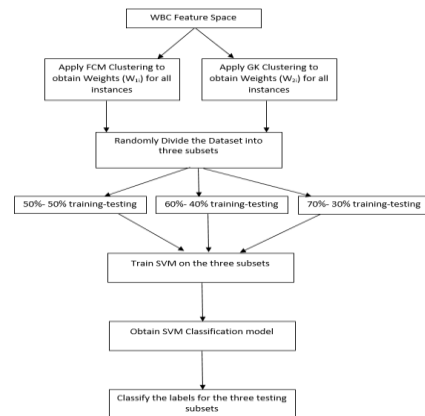 WBC Feature Space
Apply FCM Clustering to
obtain Weights (W₁ᵢ) for all
instances
Apply GK Clustering to
obtain Weights (W₂ᵢ) for all
instances
Randomly Divide the Dataset into
three subsets
50%- 50% training-testing
60%- 40% training-testing
70%- 30% training-testing
Train SVM on the three subsets
Obtain SVM Classification model
Classify the labels for the three testing
subsets